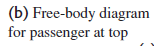 (b) Free-body diagram
for passenger at top